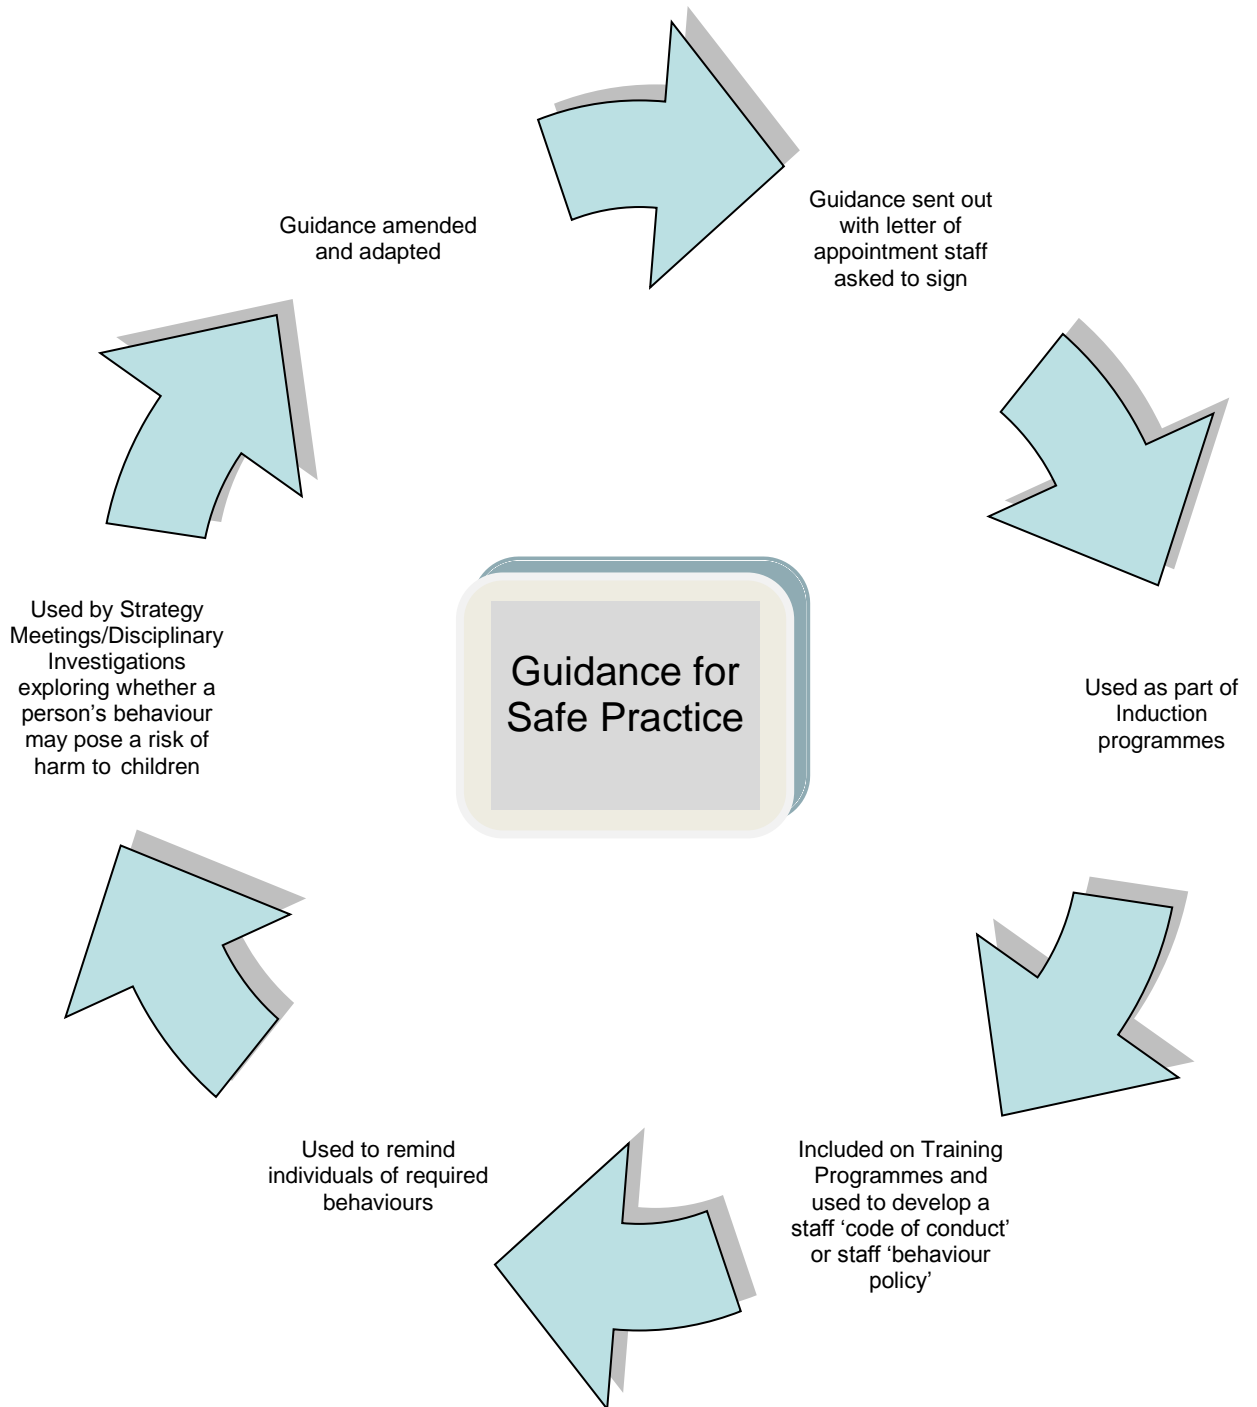 Guidance amended
and adapted
Guidance sent out
with letter of
appointment staff
asked to sign
Used by Strategy
Meetings/Disciplinary
Investigations
exploring whether a
person’s behaviour
may pose a risk of
harm to children
Guidance for
Safe Practice
Used as part of
Induction
programmes
Used to remind
individuals of required
behaviours
Included on Training
Programmes and
used to develop a
staff ‘code of conduct’
or staff ‘behaviour
policy’